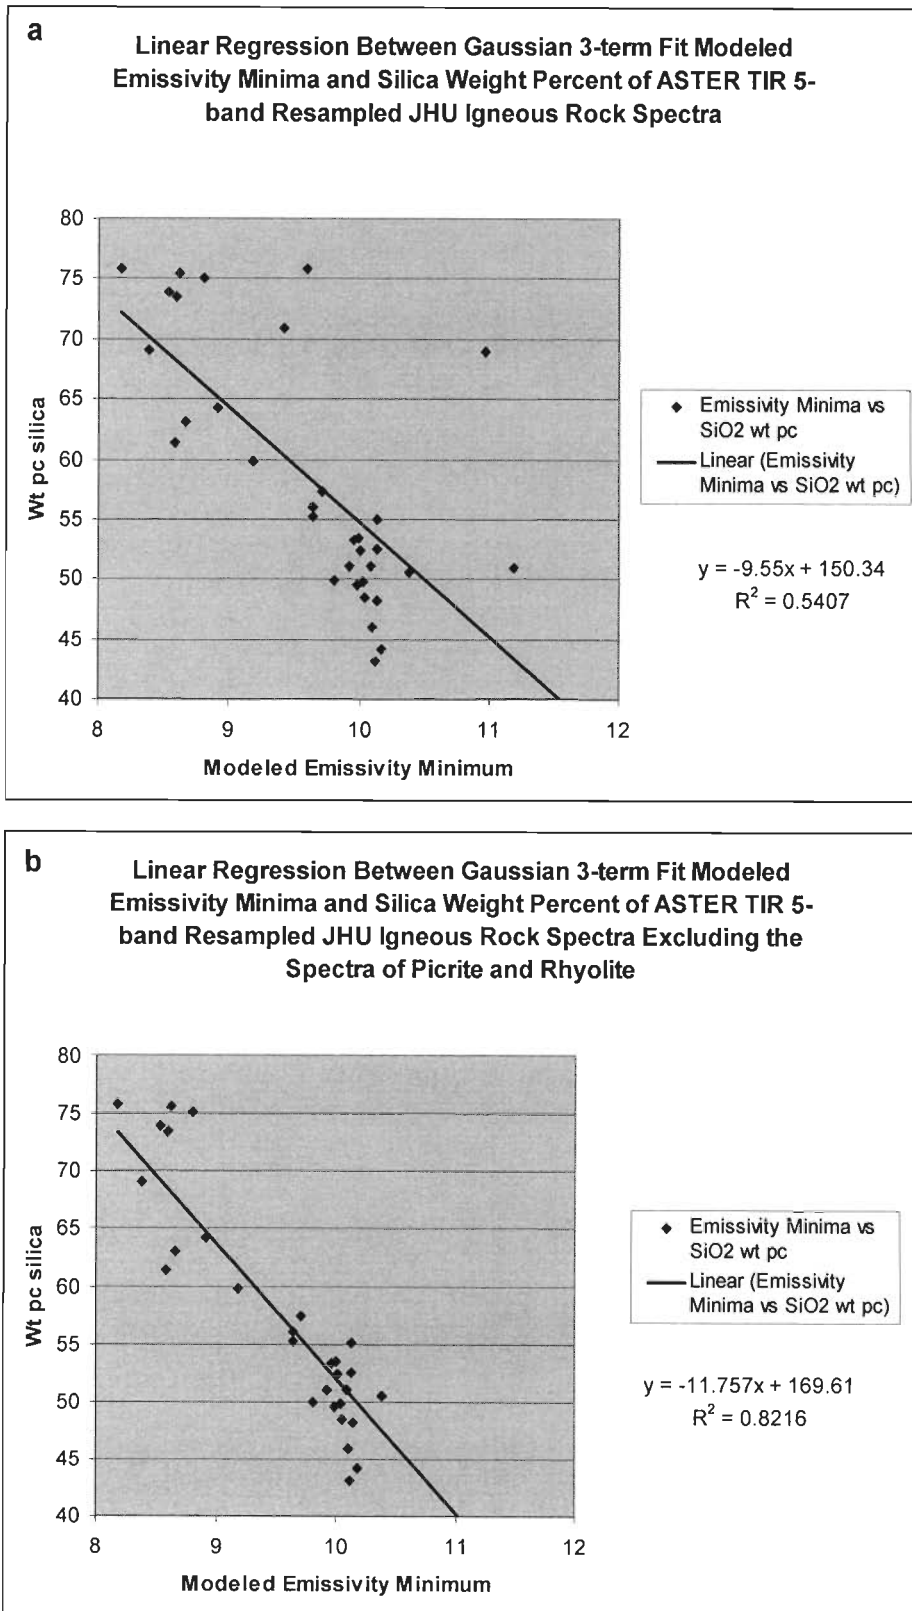 a
Linear Regression Between Gaussian 3-term Fit Modeled
Emissivity Minima and Silica Weight Percent of ASTER TIR 5-
band Resampled JHU Igneous Rock Spectra
80
75
70
65
60
55
50
45
40
Wt pc silica
8 9 10 11 12
Modeled Emissivity Minimum
Emissivity Minima vs
SiO2 wt pc
Linear (Emissivity
Minima vs SiO2 wt pc)
y = -9.55x + 150.34
R² = 0.5407
b
Linear Regression Between Gaussian 3-term Fit Modeled
Emissivity Minima and Silica Weight Percent of ASTER TIR 5-
band Resampled JHU Igneous Rock Spectra Excluding the
Spectra of Picrite and Rhyolite
80
75
70
65
60
55
50
45
40
Wt pc silica
8 9 10 11 12
Modeled Emissivity Minimum
Emissivity Minima vs
SiO2 wt pc
Linear (Emissivity
Minima vs SiO2 wt pc)
y = -11.757x + 169.61
R² = 0.8216